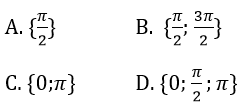 A. {π/2} B. {π/2; 3π/2}
C. {0;π} D. {0; π/2 ; π}